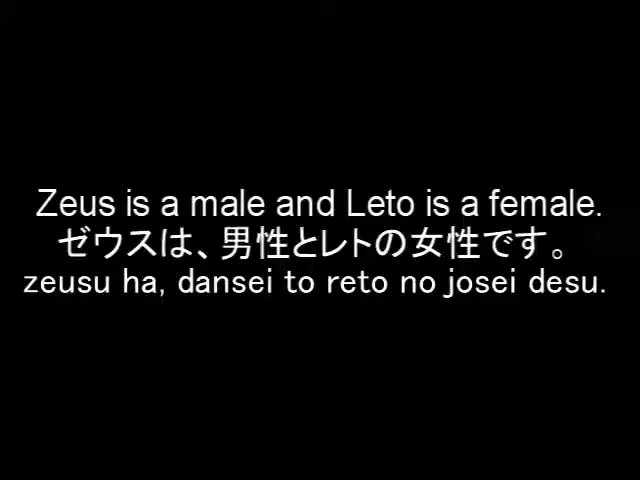 Zeus is a male and Leto is a female.
ゼウスは、男性とレトの女性です。
zeusu ha, dansei to reto no josei desu.